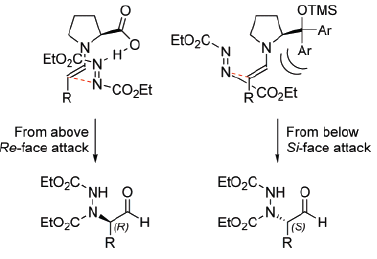 O
OTMS
N
O
H
Ar
Ar
EtO₂C
N
N
N
EtO₂C
N
N
CO₂Et
CO₂Et
R
R
From above
Re-face attack
From below
Si-face attack
EtO₂C
NH
O
EtO₂C
N
H
(R)
R
EtO₂C
NH
O
EtO₂C
N
H
(S)
R